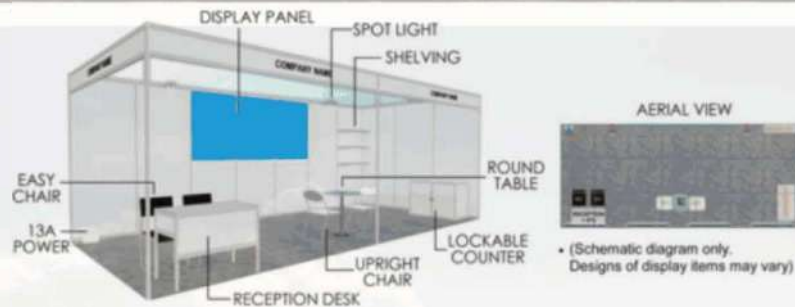 DISPLAY PANEL
SPOT LIGHT
SHELVING
COMPANY NAME
AERIAL VIEW
EASY
CHAIR
ROUND
TABLE
13A
POWER
LOCKABLE
COUNTER
UPRIGHT
CHAIR
RECEPTION DESK
• (Schematic diagram only.
Designs of display items may vary)